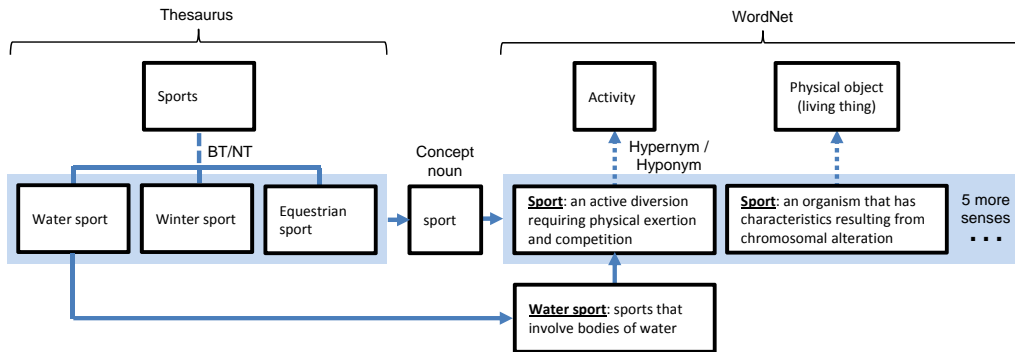 Thesaurus
WordNet
Sports
Activity
Physical object
(living thing)
BT/NT
Concept
noun
Hypernym /
Hyponym
Water sport
Winter sport
Equestrian
sport
sport
Sport: an active diversion
requiring physical exertion
and competition
Sport: an organism that has
characteristics resulting from
chromosomal alteration
5 more
senses
...
Water sport: sports that
involve bodies of water